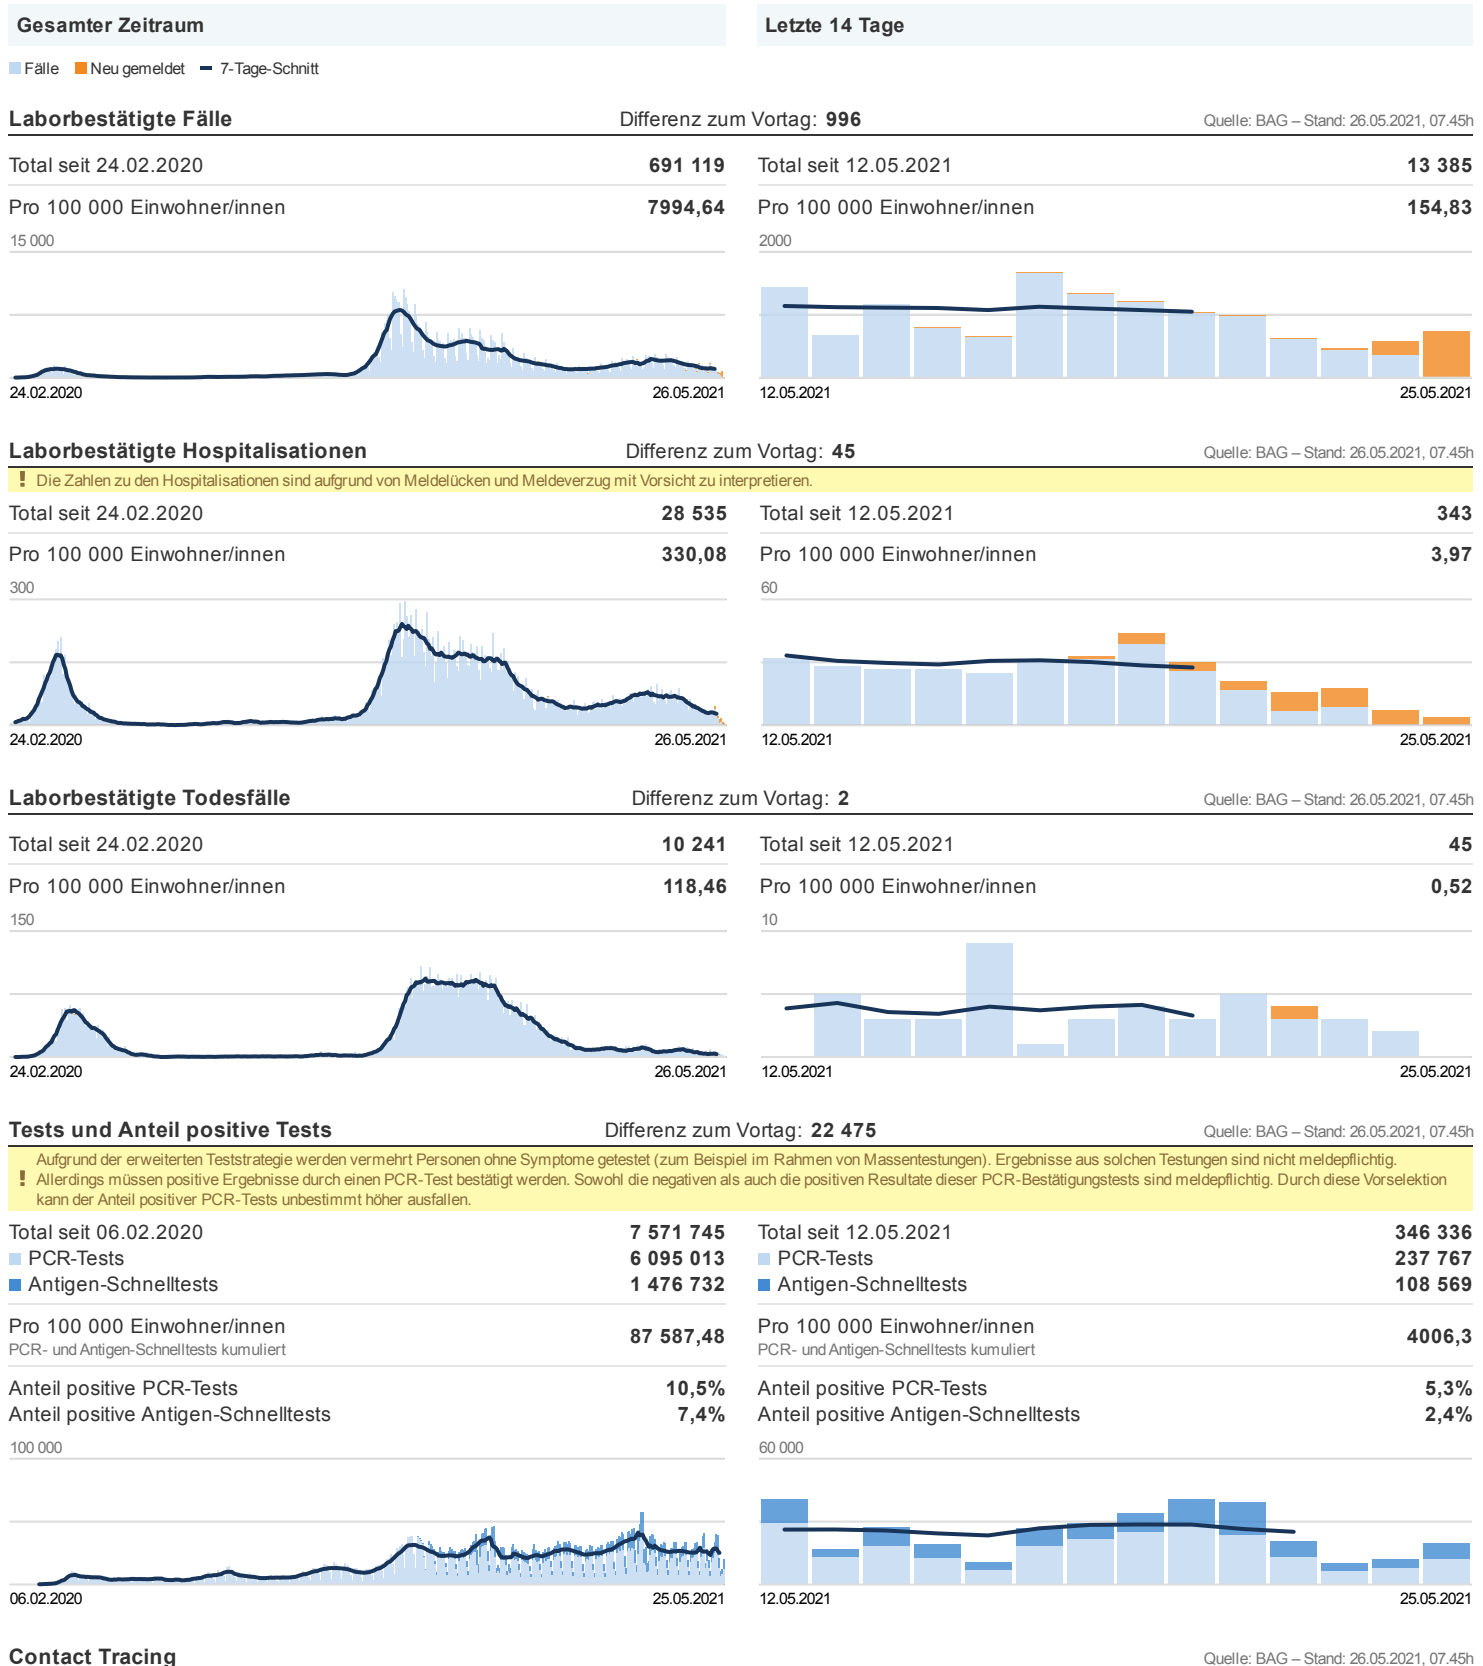 Gesamter Zeitraum
Letzte 14 Tage
Fälle Neu gemeldet 7-Tage-Schnitt
Laborbestätigte Fälle Differenz zum Vortag: 996 Quelle: BAG – Stand: 26.05.2021, 07.45h
Total seit 24.02.2020 691 119
Pro 100 000 Einwohner/innen 7994,64
15 000
24.02.2020 26.05.2021
Total seit 12.05.2021 13 385
Pro 100 000 Einwohner/innen 154,83
2000
12.05.2021 25.05.2021
Laborbestätigte Hospitalisationen Differenz zum Vortag: 45 Quelle: BAG – Stand: 26.05.2021, 07.45h
! Die Zahlen zu den Hospitalisationen sind aufgrund von Meldelücken und Meldeverzug mit Vorsicht zu interpretieren.
Total seit 24.02.2020 28 535
Pro 100 000 Einwohner/innen 330,08
300
24.02.2020 26.05.2021
Total seit 12.05.2021 343
Pro 100 000 Einwohner/innen 3,97
60
12.05.2021 25.05.2021
Laborbestätigte Todesfälle Differenz zum Vortag: 2 Quelle: BAG – Stand: 26.05.2021, 07.45h
Total seit 24.02.2020 10 241
Pro 100 000 Einwohner/innen 118,46
150
24.02.2020 26.05.2021
Total seit 12.05.2021 45
Pro 100 000 Einwohner/innen 0,52
10
12.05.2021 25.05.2021
Tests und Anteil positive Tests Differenz zum Vortag: 22 475 Quelle: BAG – Stand: 26.05.2021, 07.45h
Aufgrund der erweiterten Teststrategie werden vermehrt Personen ohne Symptome getestet (zum Beispiel im Rahmen von Massentestungen). Ergebnisse aus solchen Testungen sind nicht meldepflichtig.
! Allerdings müssen positive Ergebnisse durch einen PCR-Test bestätigt werden. Sowohl die negativen als auch die positiven Resultate dieser PCR-Bestätigungstests sind meldepflichtig. Durch diese Vorselektion
kann der Anteil positiver PCR-Tests unbestimmt höher ausfallen.
Total seit 06.02.2020 7 571 745
PCR-Tests 6 095 013
Antigen-Schnelltests 1 476 732
Pro 100 000 Einwohner/innen 87 587,48
PCR- und Antigen-Schnelltests kumuliert
Anteil positive PCR-Tests 10,5%
Anteil positive Antigen-Schnelltests 7,4%
100 000
06.02.2020 25.05.2021
Total seit 12.05.2021 346 336
PCR-Tests 237 767
Antigen-Schnelltests 108 569
Pro 100 000 Einwohner/innen 4006,3
PCR- und Antigen-Schnelltests kumuliert
Anteil positive PCR-Tests 5,3%
Anteil positive Antigen-Schnelltests 2,4%
60 000
12.05.2021 25.05.2021
Contact Tracing Quelle: BAG – Stand: 26.05.2021, 07.45h